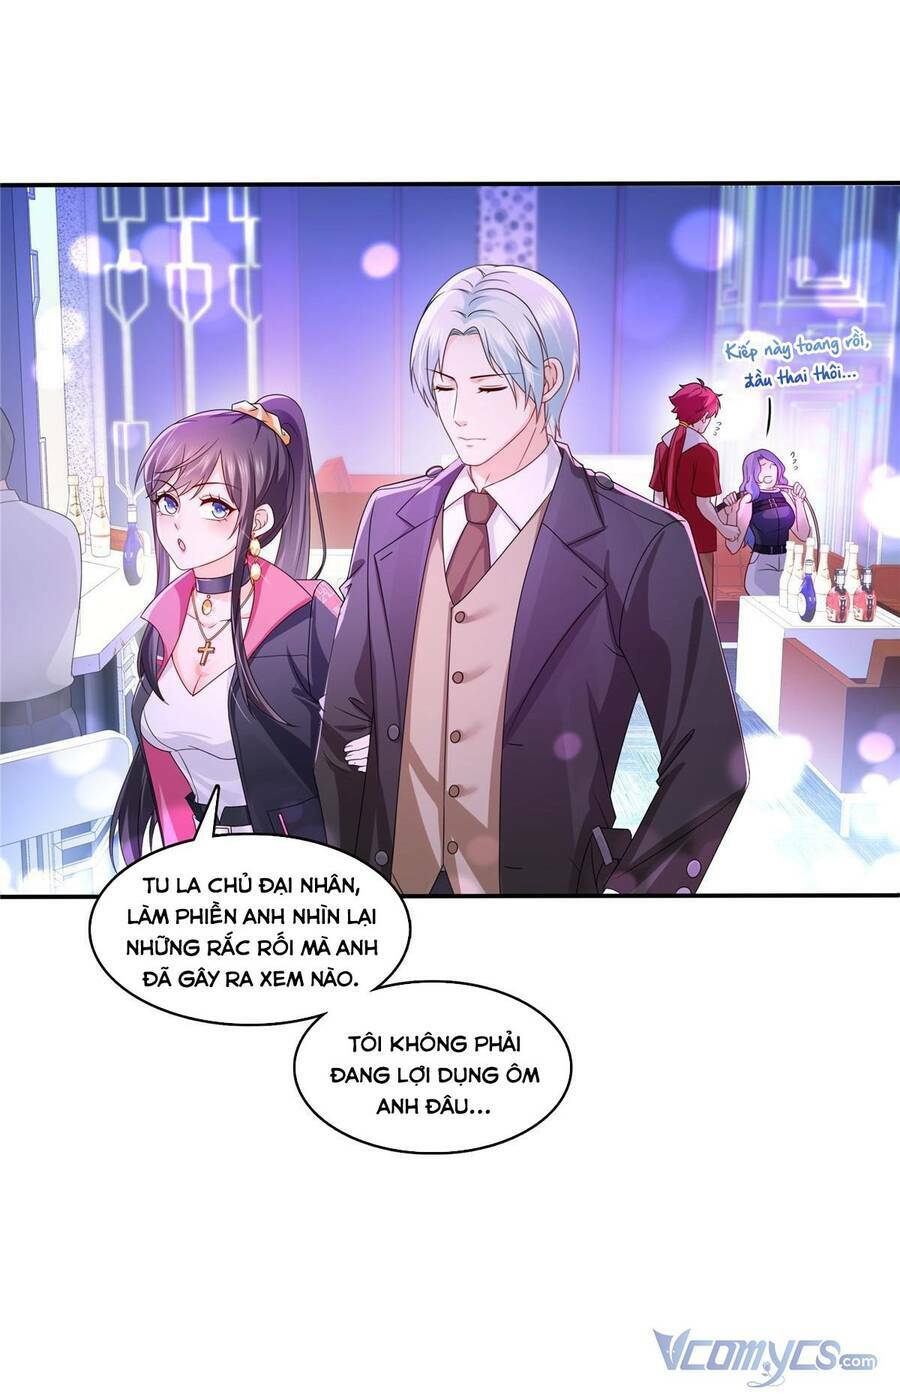 Kiếp này toang rồi,
đầu thai thôi...
TU LA CHỦ ĐẠI NHÂN,
LÀM PHIỀN ANH NHÌN LẠI
NHỮNG RẮC RỐI MÀ ANH
ĐÃ GÂY RA XEM NÀO.
TÔI KHÔNG PHẢI
ĐANG LỢI DỤNG ÔM
ANH ĐÂU...
VCOMYCS.com